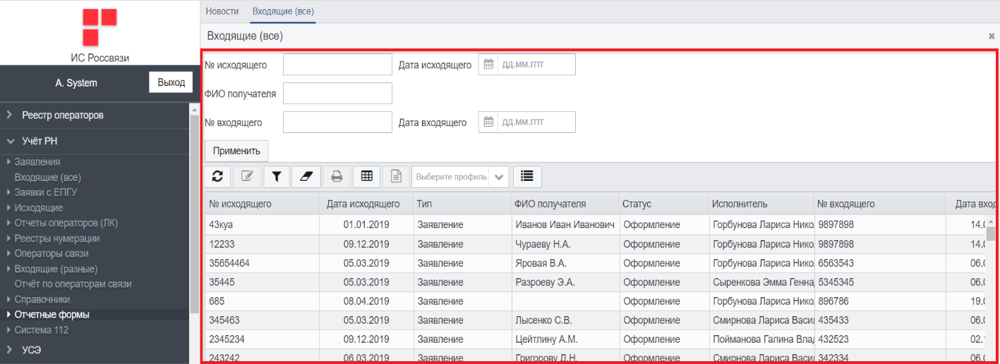 ИС Россвязи
A. System
Выход
Реестр операторов
Учёт РН
Заявления
Входящие (все)
Заявки с ЕПГУ
Исходящие
Отчеты операторов (ЛК)
Реестры нумерации
Операторы связи
Входящие (разные)
Отчёт по операторам связи
Справочники
Отчетные формы
Система 112
УСЭ
Новости Входящие (все)
Входящие (все)
№ исходящего Дата исходящего дд.мм.гггг
ФИО получателя
№ входящего Дата входящего дд.мм.гггг
Применить
Выберите профиль
№ исходящего Дата исходящего Тип ФИО получателя Статус Исполнитель № входящего Дата вход
43куа 01.01.2019 Заявление Иванов Иван Иванович Оформление Горбунова Лариса Нико 9897898 14.0
12233 09.12.2019 Заявление Чураеву Н.А. Оформление Горбунова Лариса Нико 9897898 14.0
35654464 05.03.2019 Заявление Яровая В.А. Оформление Горбунова Лариса Нико 6563543 06.0
35445 05.03.2019 Заявление Разроеву Э.А. Оформление Сыренкова Эмма Генна 5345345 06.0
685 08.04.2019 Заявление Оформление Горбунова Лариса Нико 896786 19.0
345463 05.03.2019 Заявление Лысенко С.В. Оформление Смирнова Лариса Васил 435433 06.0
2345234 09.12.2019 Заявление Цейтлину А.М. Оформление Пойманова Галина Влад 432523 02.
243242 06.03.2019 Заявление Григорову Д.Н. Оформление Смирнова Лариса Васил 342334 06.0